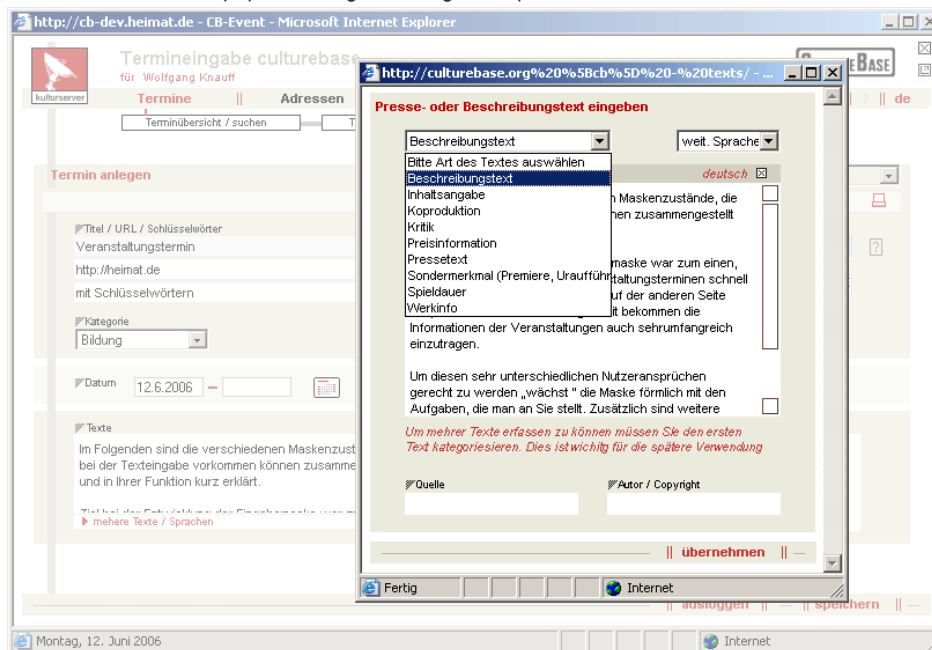 http://cb-dev.heimat.de - CB-Event - Microsoft Internet Explorer
Termineingabe culturebase
für Wolfgang Knauff
EBASE
kulturserver
Termine || Adressen
? || de
Terminübersicht / suchen
T
Termin anlegen
Titel / URL / Schlüsselwörter
Veranstaltungstermin
http://heimat.de
mit Schlüsselwörtern
?
Kategorie
Bildung
Datum
12.6.2006 –
Texte
Im Folgenden sind die verschiedenen Maskenzust
bei der Texteingabe vorkommen können zusamme
und in Ihrer Funktion kurz erklärt.
mehere Texte / Sprachen
|| ausloggen || — || speichern ||
Montag, 12. Juni 2006
Internet
http://culturebase.org%20%5Bcb%5D%20-%20texts/ - ...
Presse- oder Beschreibungstext eingeben
Beschreibungstext
weit. Sprache
Bitte Art des Textes auswählen
Beschreibungstext
Inhaltsangabe
Koproduktion
Kritik
Preisinformation
Pressetext
Sondermerkmal (Premiere, Uraufführ
Spieldauer
Werkinfo
deutsch
n Maskenzustände, die
nen zusammengestellt
maske war zum einen,
taltungsterminen schnell
uf der anderen Seite
it bekommen die
Informationen der Veranstaltungen auch sehrumfangreich
einzutragen.
Um diesen sehr unterschiedlichen Nutzeransprüchen
gerecht zu werden „wächst " die Maske förmlich mit den
Aufgaben, die man an Sie stellt. Zusätzlich sind weitere
Um mehrer Texte erfassen zu können müssen Sie den ersten
Text kategoriesieren. Dies ist wichitg für die spätere Verwendung
Quelle
Autor / Copyright
|| übernehmen ||
Fertig
Internet